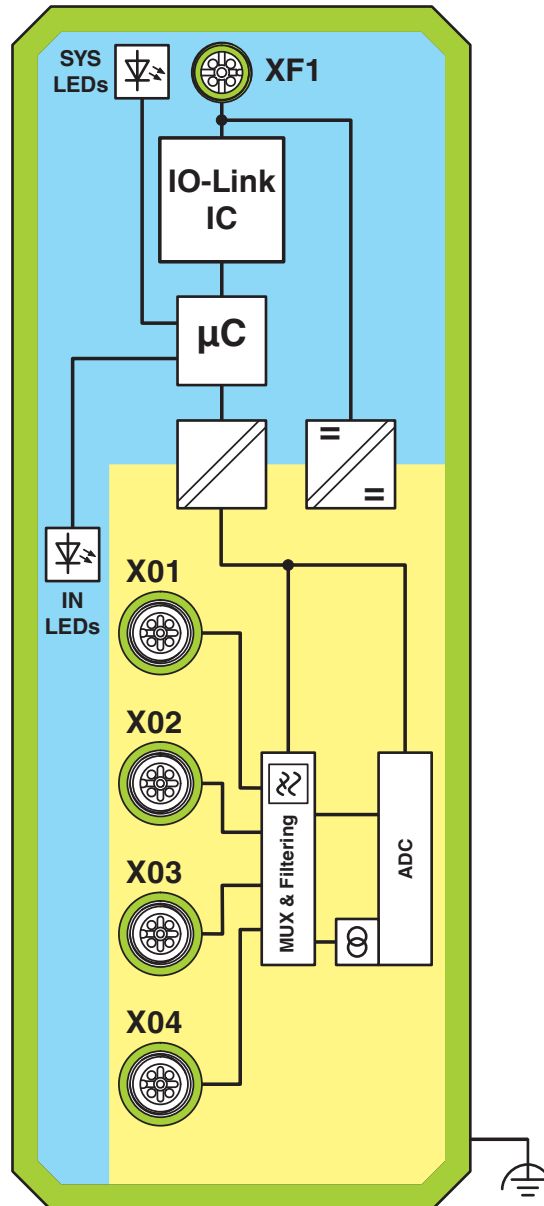 SYS
LEDs
XF1
IO-Link
IC
µC
IN
LEDs
X01
X02
X03
X04
MUX & Filtering
ADC